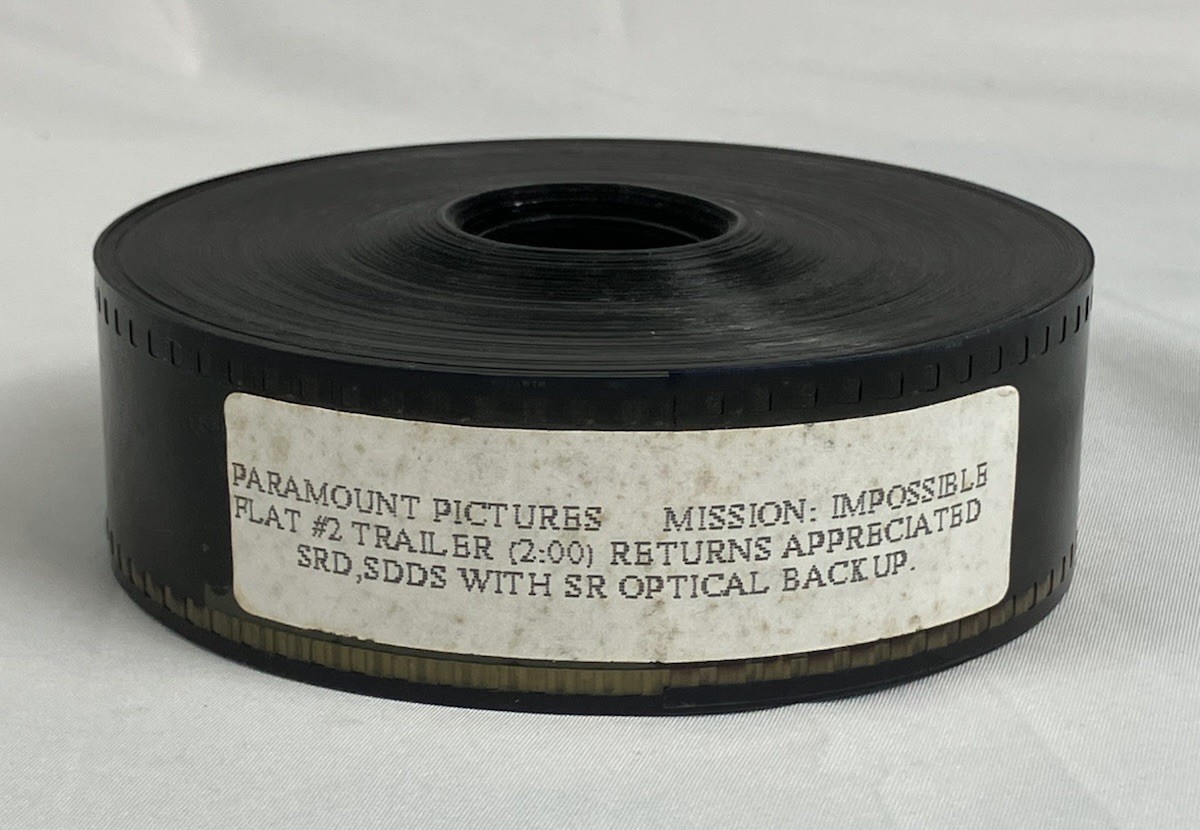 PARAMOUNT PICTURES MISSION: IMPOSSIBLE
FLAT #2 TRAILER (2:00) RETURNS APPRECIATED
SRD,SDDS WITH SR OPTICAL BACKUP.